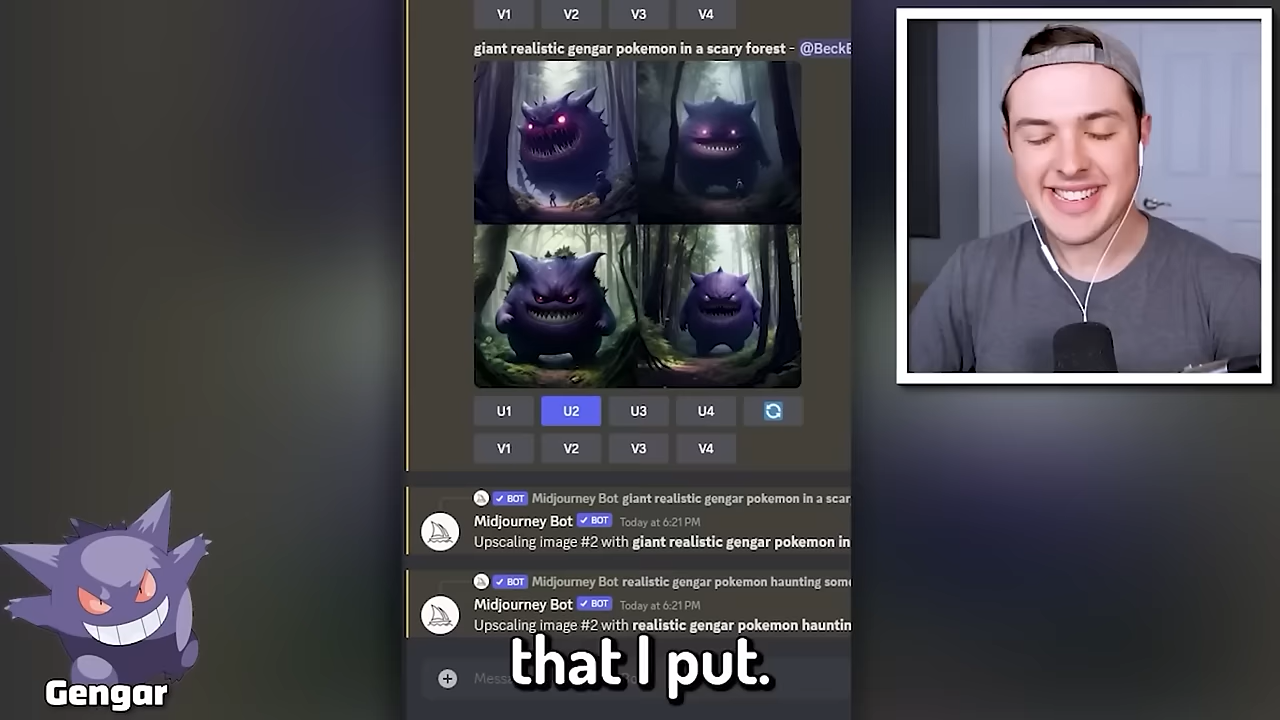 V1 V2 V3 V4
giant realistic gengar pokemon in a scary forest - @BeckE
U1 U2 U3 U4
V1 V2 V3 V4
✓ BOT Midjourney Bot giant realistic gengar pokemon in a scar
Midjourney Bot ✓ BOT Today at 6:21 PM
Upscaling image #2 with giant realistic gengar pokemon in
✓ BOT Midjourney Bot realistic gengar pokemon haunting some
Midjourney Bot ✓ BOT Today at 6:21 PM
Upscaling image #2 with realistic gengar pokemon hauntin
that I put.
Gengar